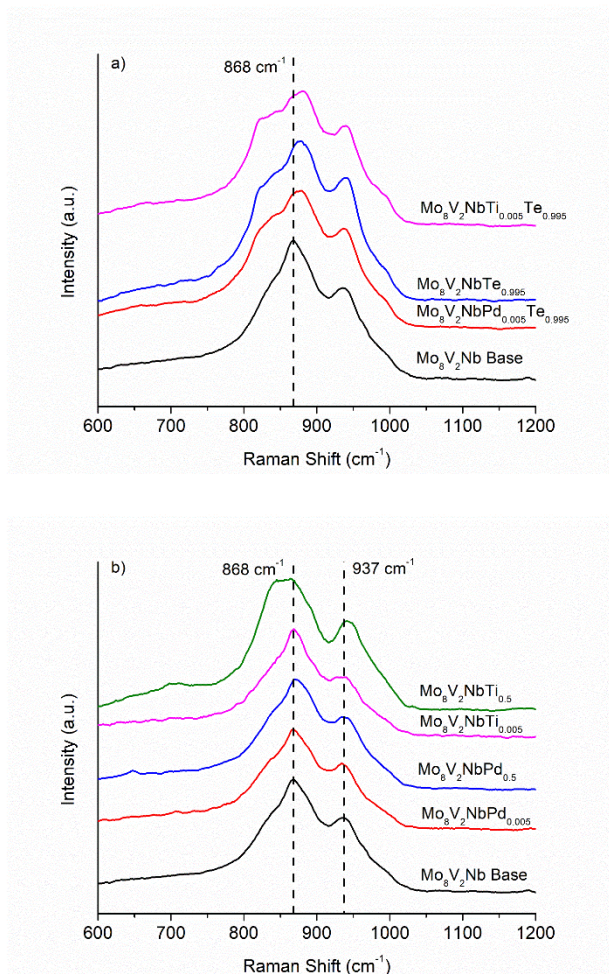 a)
868 cm⁻¹
Mo₈V₂NbTi₀.₀₀₅Te₀.₉₉₅
Mo₈V₂NbTe₀.₉₉₅
Mo₈V₂NbPd₀.₀₀₅Te₀.₉₉₅
Mo₈V₂Nb Base
Intensity (a.u.)
600 700 800 900 1000 1100 1200
Raman Shift (cm⁻¹)
b)
868 cm⁻¹ 937 cm⁻¹
Mo₈V₂NbTi₀.₅
Mo₈V₂NbTi₀.₀₀₅
Mo₈V₂NbPd₀.₅
Mo₈V₂NbPd₀.₀₀₅
Mo₈V₂Nb Base
Intensity (a.u.)
600 700 800 900 1000 1100 1200
Raman Shift (cm⁻¹)